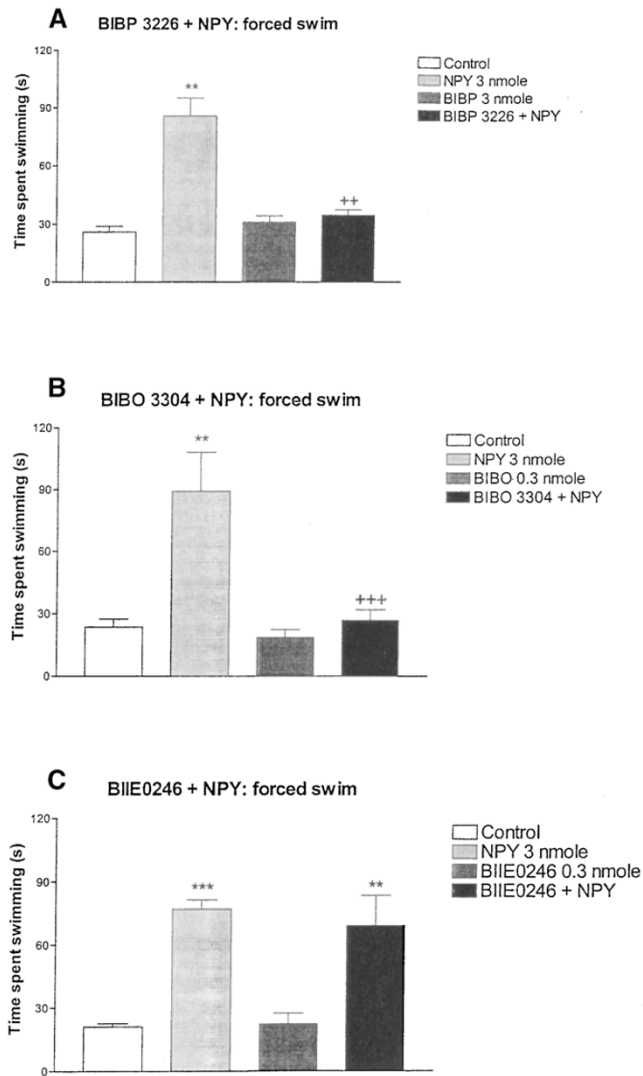 A
BIBP 3226 + NPY: forced swim
Time spent swimming (s)
120
90
60
30
0
**
++
Control
NPY 3 nmole
BIBP 3 nmole
BIBP 3226 + NPY
B
BIBO 3304 + NPY: forced swim
Time spent swimming (s)
120
90
60
30
0
**
+++
Control
NPY 3 nmole
BIBO 0.3 nmole
BIBO 3304 + NPY
C
BIIE0246 + NPY: forced swim
Time spent swimming (s)
120
90
60
30
0
***
**
Control
NPY 3 nmole
BIIE0246 0.3 nmole
BIIE0246 + NPY